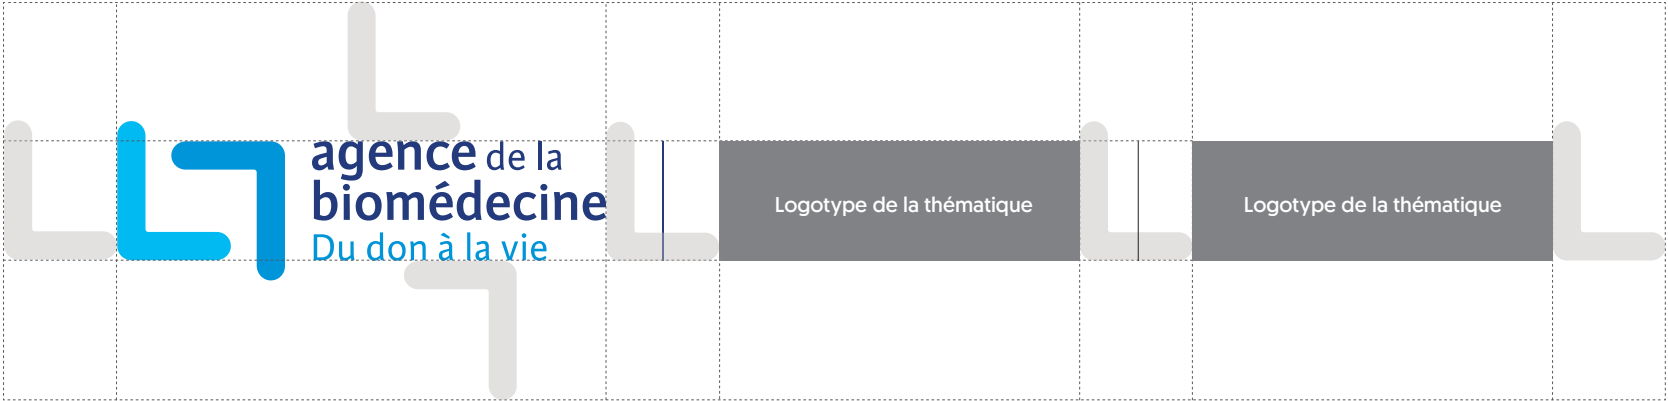 agence de la
biomédecine
Du don à la vie
Logotype de la thématique
Logotype de la thématique